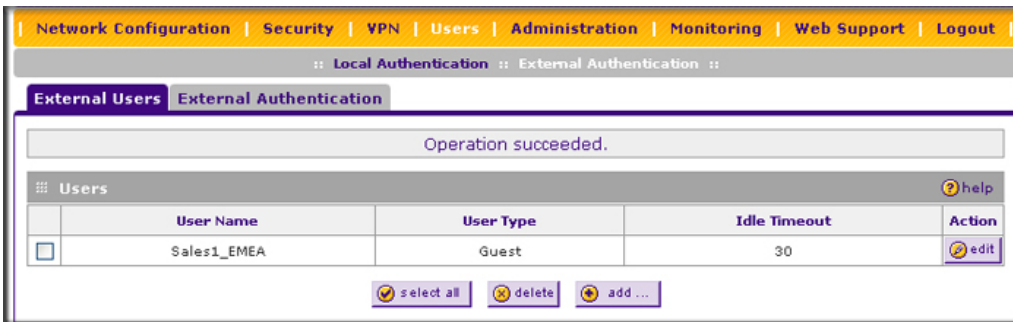 Network Configuration | Security | VPN | Users | Administration | Monitoring | Web Support | Logout
:: Local Authentication :: External Authentication ::
External Users External Authentication
Operation succeeded.
Users help
User Name User Type Idle Timeout Action
Sales1_EMEA Guest 30 edit
select all delete add ...